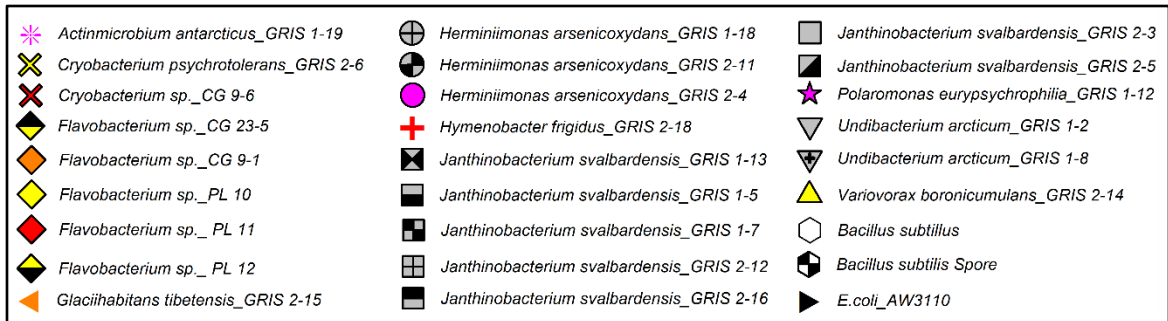 Actinmicrobium antarcticus_GRIS 1-19
Cryobacterium psychrotolerans_GRIS 2-6
Cryobacterium sp._CG 9-6
Flavobacterium sp._CG 23-5
Flavobacterium sp._CG 9-1
Flavobacterium sp._PL 10
Flavobacterium sp._ PL 11
Flavobacterium sp._ PL 12
Glaciihabitans tibetensis_GRIS 2-15
Herminiimonas arsenicoxydans_GRIS 1-18
Herminiimonas arsenicoxydans_GRIS 2-11
Herminiimonas arsenicoxydans_GRIS 2-4
Hymenobacter frigidus_GRIS 2-18
Janthinobacterium svalbardensis_GRIS 1-13
Janthinobacterium svalbardensis_GRIS 1-5
Janthinobacterium svalbardensis_GRIS 1-7
Janthinobacterium svalbardensis_GRIS 2-12
Janthinobacterium svalbardensis_GRIS 2-16
Janthinobacterium svalbardensis_GRIS 2-3
Janthinobacterium svalbardensis_GRIS 2-5
Polaromonas eurypsychrophilia_GRIS 1-12
Undibacterium arcticum_GRIS 1-2
Undibacterium arcticum_GRIS 1-8
Variovorax boronicumulans_GRIS 2-14
Bacillus subtillus
Bacillus subtilis Spore
E.coli_AW3110